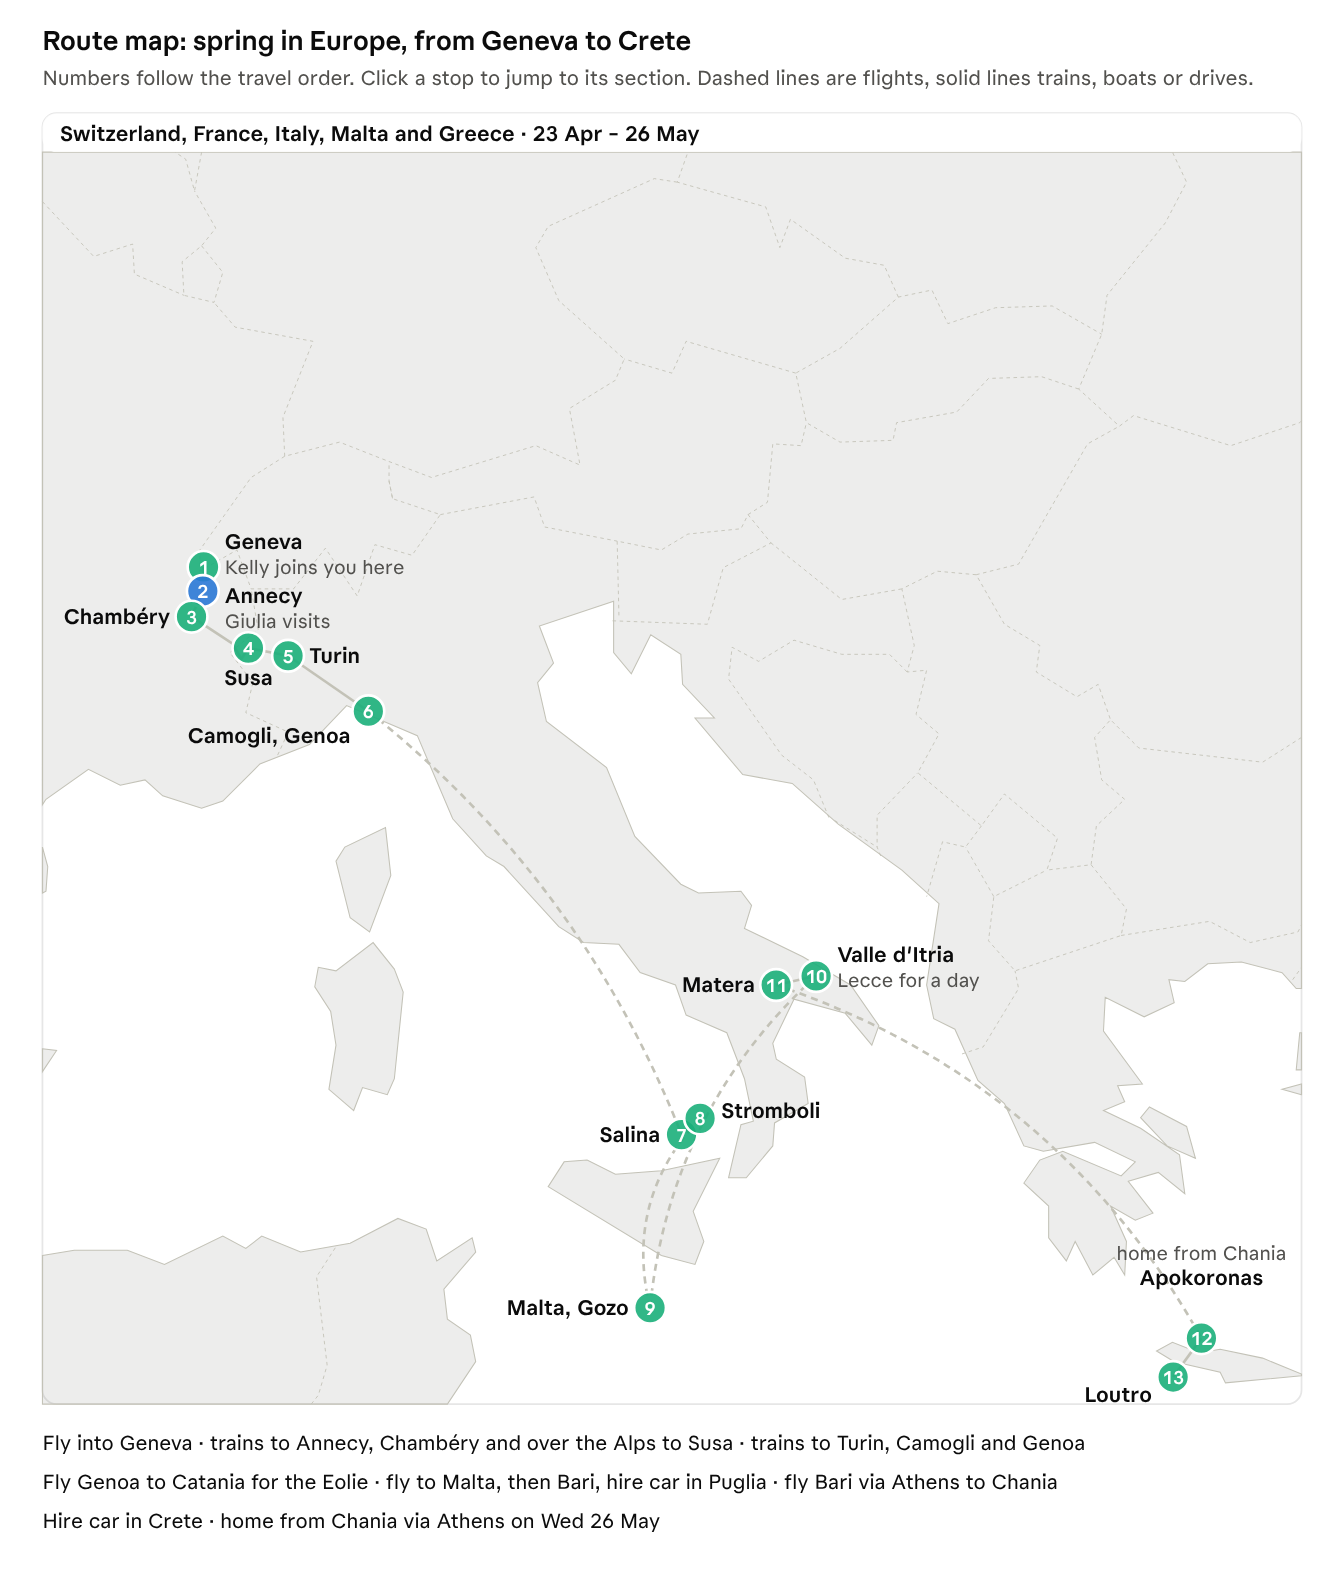 Route map: spring in Europe, from Geneva to Crete
Numbers follow the travel order. Click a stop to jump to its section. Dashed lines are flights, solid lines trains, boats or drives.
Switzerland, France, Italy, Malta and Greece · 23 Apr – 26 May
Geneva
1
Kelly joins you here
2
Annecy
Chambéry
3
Giulia visits
4
5
Turin
Susa
6
Camogli, Genoa
Valle d'Itria
10
Lecce for a day
Matera
11
8
Stromboli
Salina
7
home from Chania
Apokoronas
Malta, Gozo
9
12
13
Loutro
Fly into Geneva · trains to Annecy, Chambéry and over the Alps to Susa · trains to Turin, Camogli and Genoa
Fly Genoa to Catania for the Eolie · fly to Malta, then Bari, hire car in Puglia · fly Bari via Athens to Chania
Hire car in Crete · home from Chania via Athens on Wed 26 May